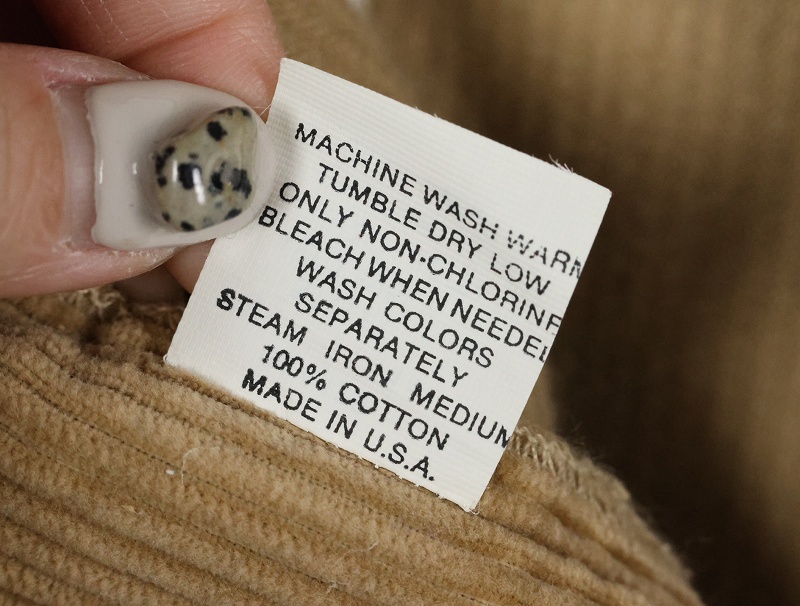 MACHINE WASH WARM
TUMBLE DRY LOW
ONLY NON-CHLORINE
BLEACH WHEN NEEDED
WASH COLORS
SEPARATELY
STEAM IRON MEDIUM
100% COTTON
MADE IN U.S.A.